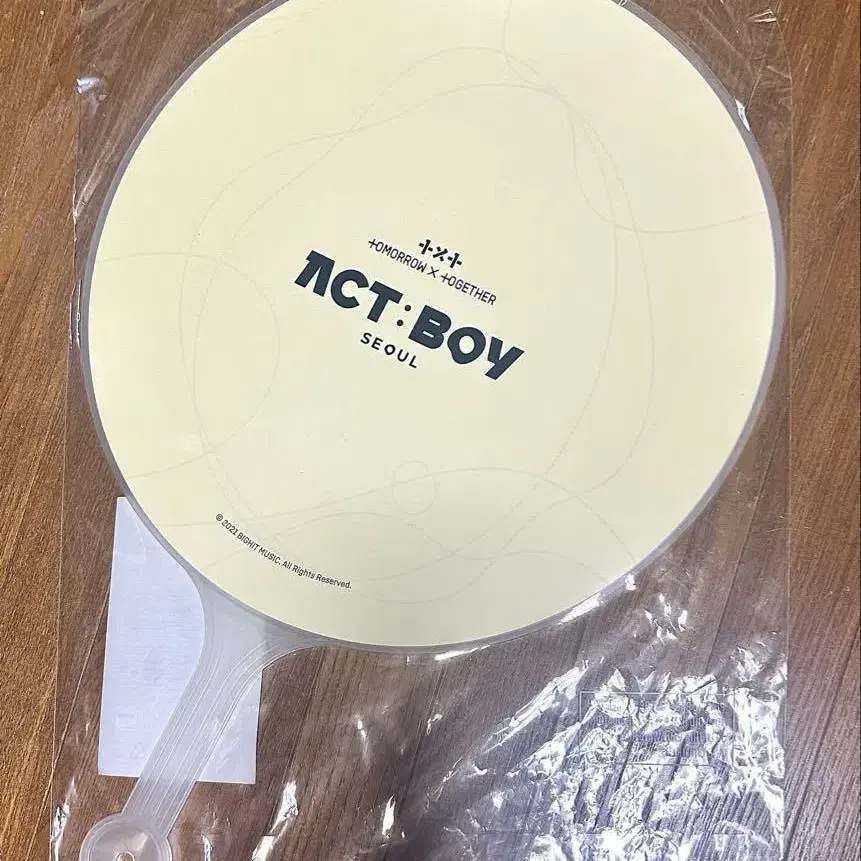 +x+
TOMORROW X TOGETHER
ACT:BOY
SEOUL
© 2021 BIGHIT MUSIC. All Rights Reserved.